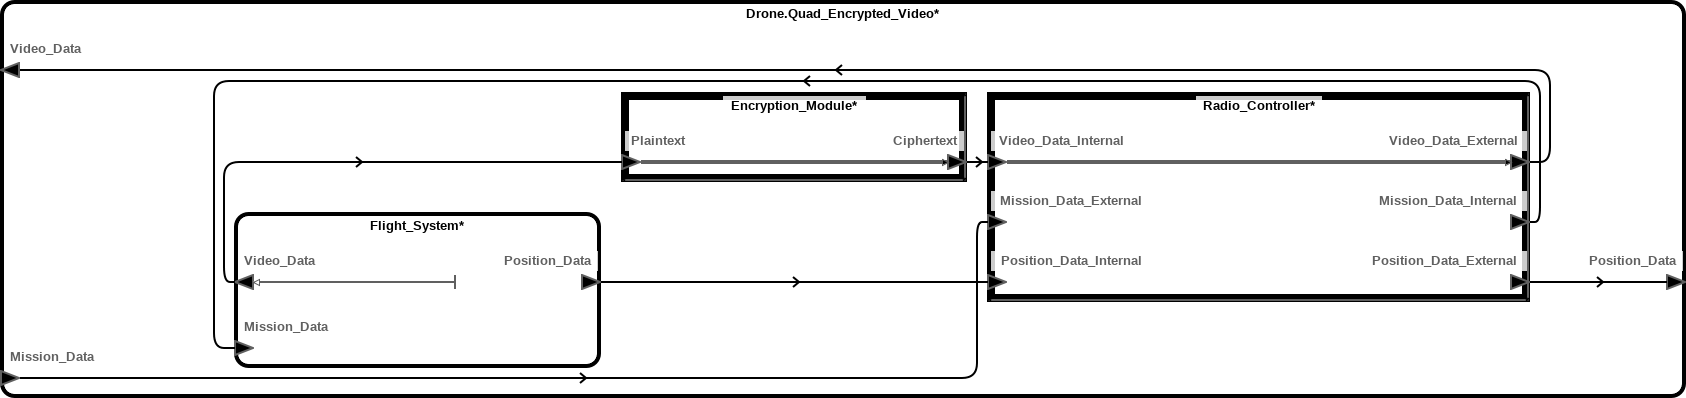 Drone.Quad_Encrypted_Video*
Video_Data
Encryption_Module*
Radio_Controller*
Plaintext
Ciphertext
Video_Data_Internal
Video_Data_External
Mission_Data_External
Mission_Data_Internal
Flight_System*
Video_Data
Position_Data
Position_Data_Internal
Position_Data_External
Position_Data
Mission_Data
Mission_Data